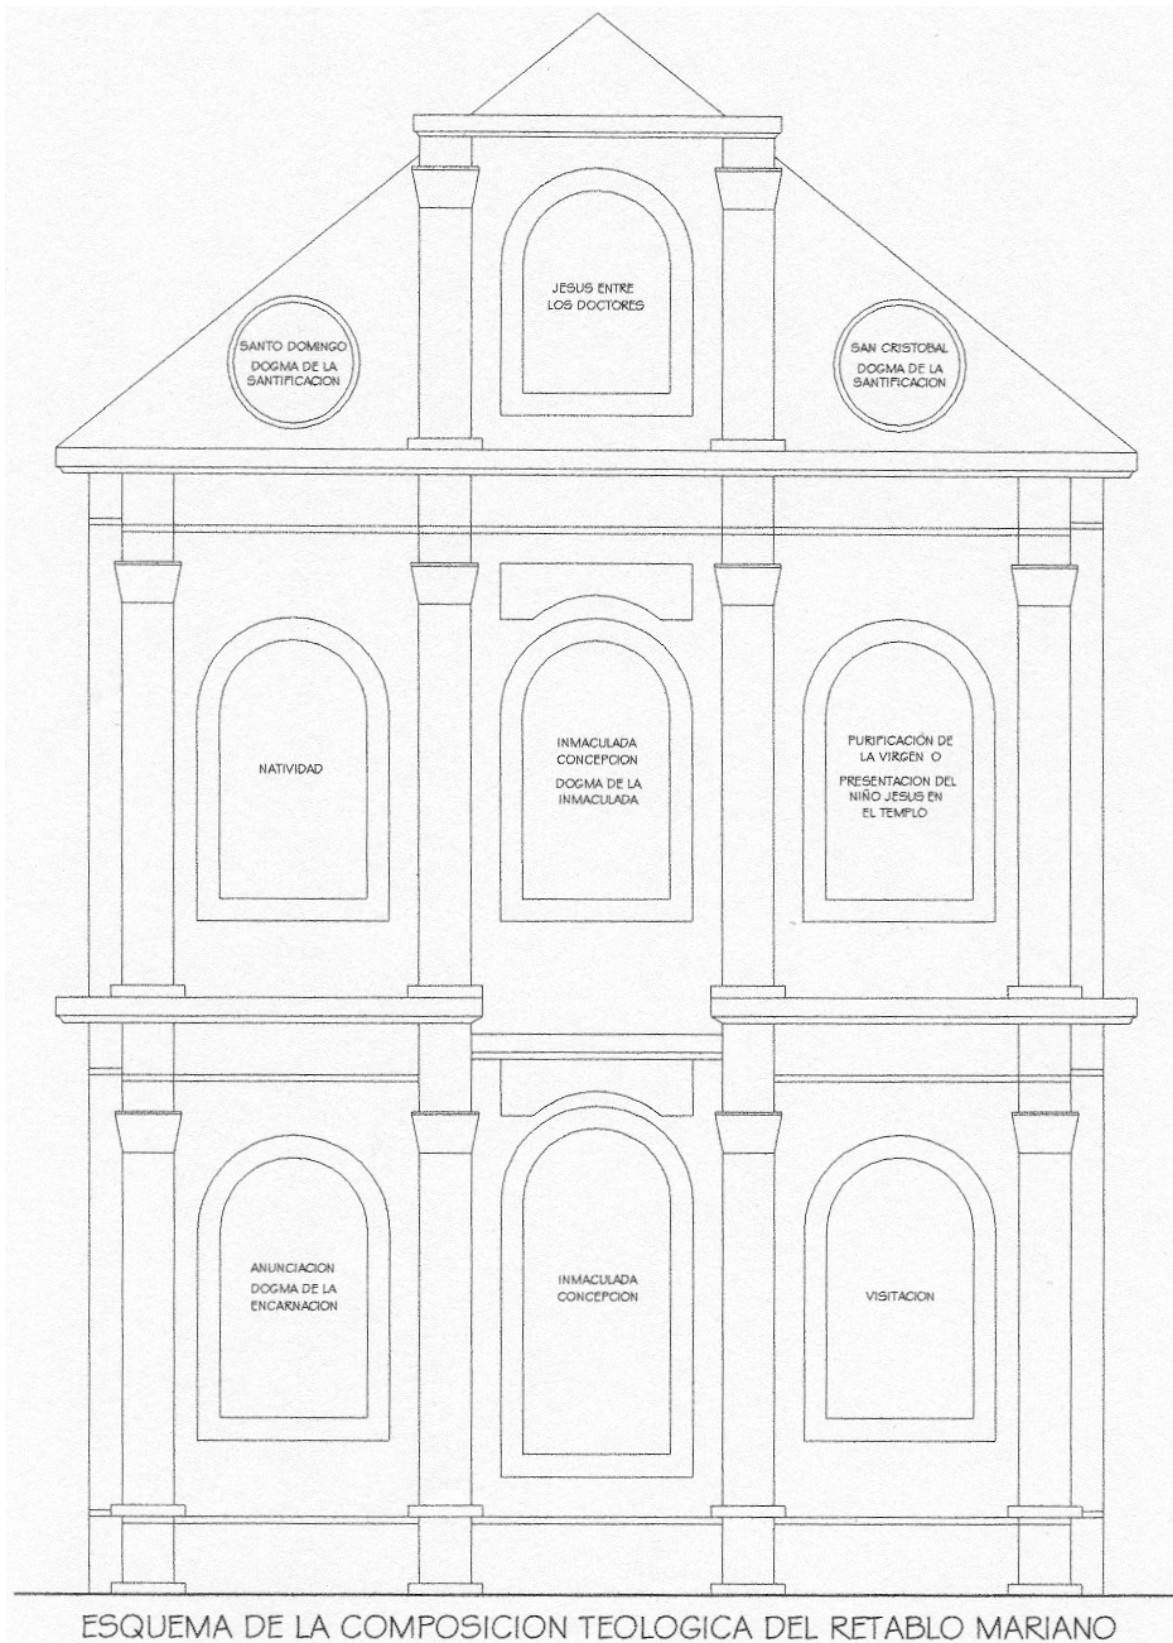 JESUS ENTRE
LOS DOCTORES
SANTO DOMINGO
DOGMA DE LA
SANTIFICACION
SAN CRISTOBAL
DOGMA DE LA
SANTIFICACION
NATIVIDAD
INMACULADA
CONCEPCION
DOGMA DE LA
INMACULADA
PURIFICACIÓN DE
LA VIRGEN O
PRESENTACION DEL
NIÑO JESUS EN
EL TEMPLO
ANUNCIACION
DOGMA DE LA
ENCARNACION
INMACULADA
CONCEPCION
VISITACION
ESQUEMA DE LA COMPOSICION TEOLOGICA DEL RETABLO MARIANO